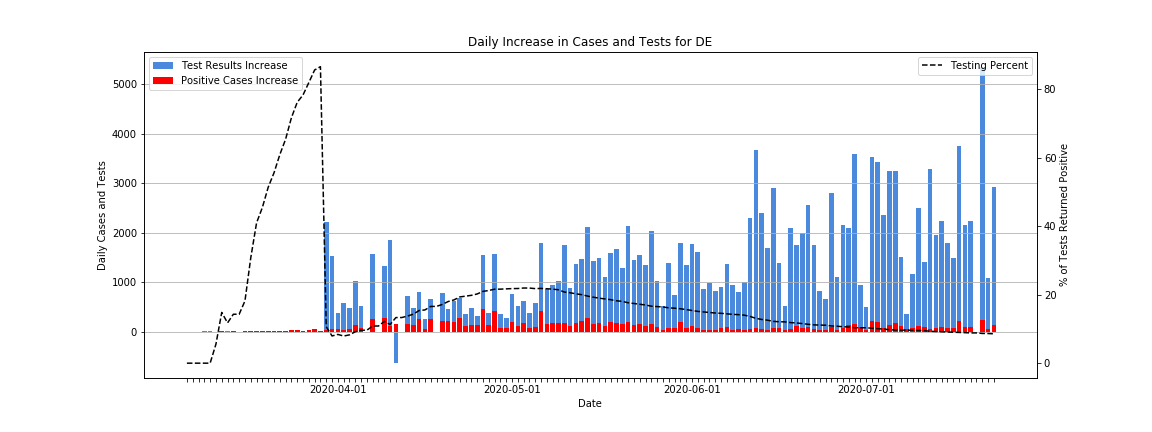 Daily Increase in Cases and Tests for DE
Test Results Increase
Positive Cases Increase
Testing Percent
5000
4000
3000
2000
1000
0
Daily Cases and Tests
80
60
40
20
0
% of Tests Returned Positive
2020-04-01
2020-05-01
2020-06-01
2020-07-01
Date